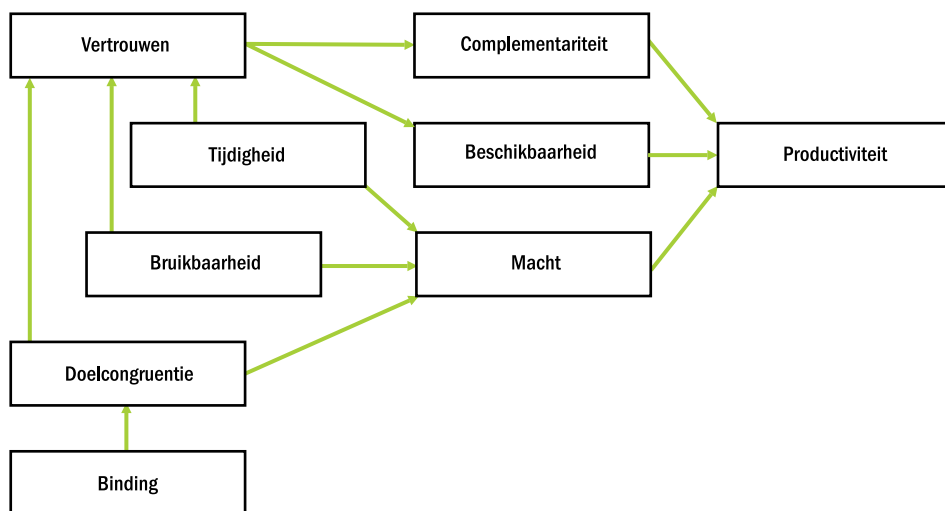 Vertrouwen
Complementariteit
Tijdigheid
Beschikbaarheid
Productiviteit
Bruikbaarheid
Macht
Doelcongruentie
Binding